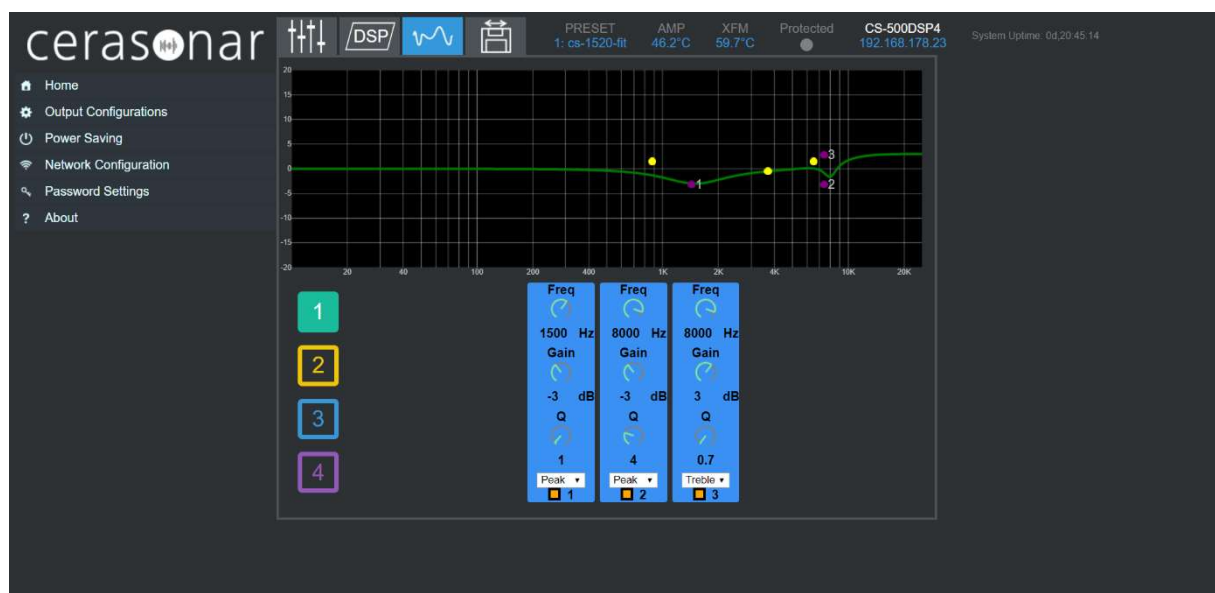 cerasonar
DSP
PRESET AMP XFM Protected CS-500DSP4
1: cs-1520-fit 46.2°C 59.7°C 192.168.178.23
System Uptime: 0d,20:45:14
Home
Output Configurations
Power Saving
Network Configuration
Password Settings
? About
20
15
10
5
0
-5
-10
-15
-20
1 2 3
20 40 100 200 400 1K 2K 4K 10K 20K
1
2
3
4
Freq Freq Freq
1500 Hz 8000 Hz 8000 Hz
Gain Gain Gain
-3 dB -3 dB 3 dB
Q Q Q
1 4 0.7
Peak Peak Treble
1 2 3